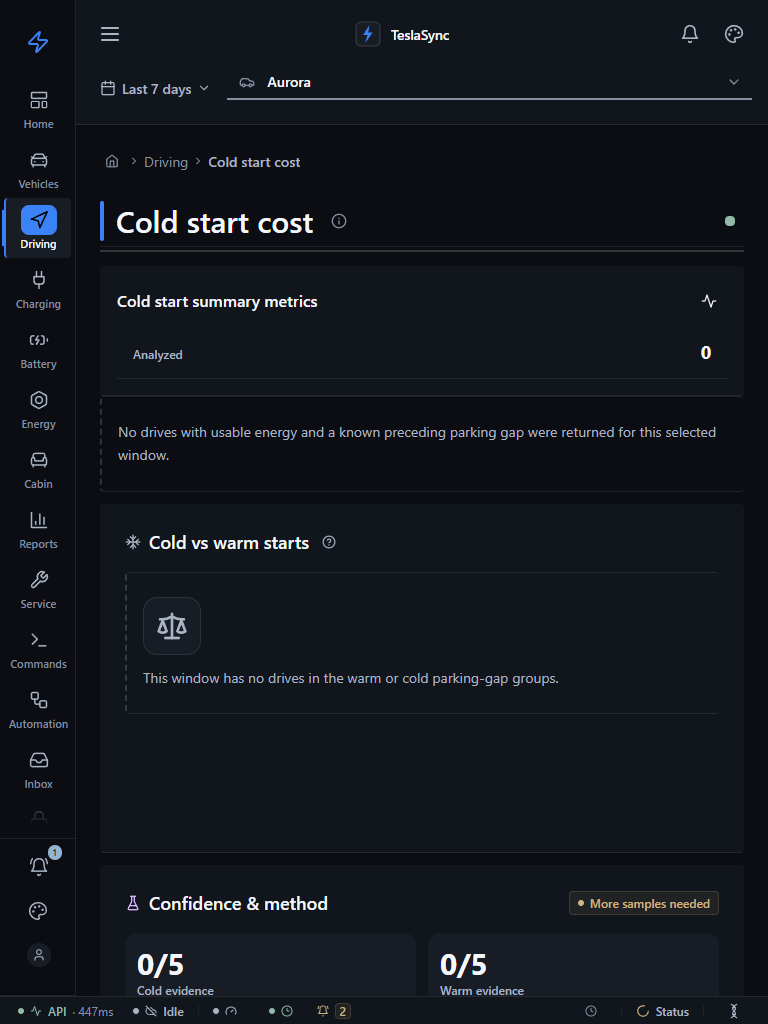 TeslaSync
Last 7 days
Aurora
Home
Vehicles
Driving
Charging
Battery
Energy
Cabin
Reports
Service
Commands
Automation
Inbox
1
Driving
Cold start cost
Cold start cost
Cold start summary metrics
Analyzed
0
No drives with usable energy and a known preceding parking gap were returned for this selected
window.
Cold vs warm starts
This window has no drives in the warm or cold parking-gap groups.
Confidence & method
More samples needed
0/5
Cold evidence
0/5
Warm evidence
API · 447ms
Idle
2
Status